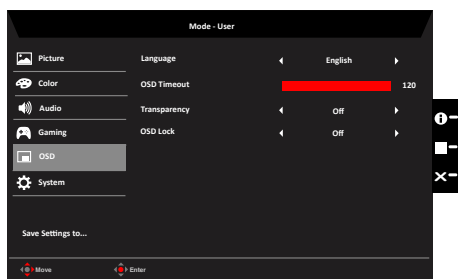 Mode - User
Picture
Language English
Color
OSD Timeout 120
Audio
Transparency Off
Gaming
OSD Lock Off
OSD
System
Save Settings to...
Move Enter